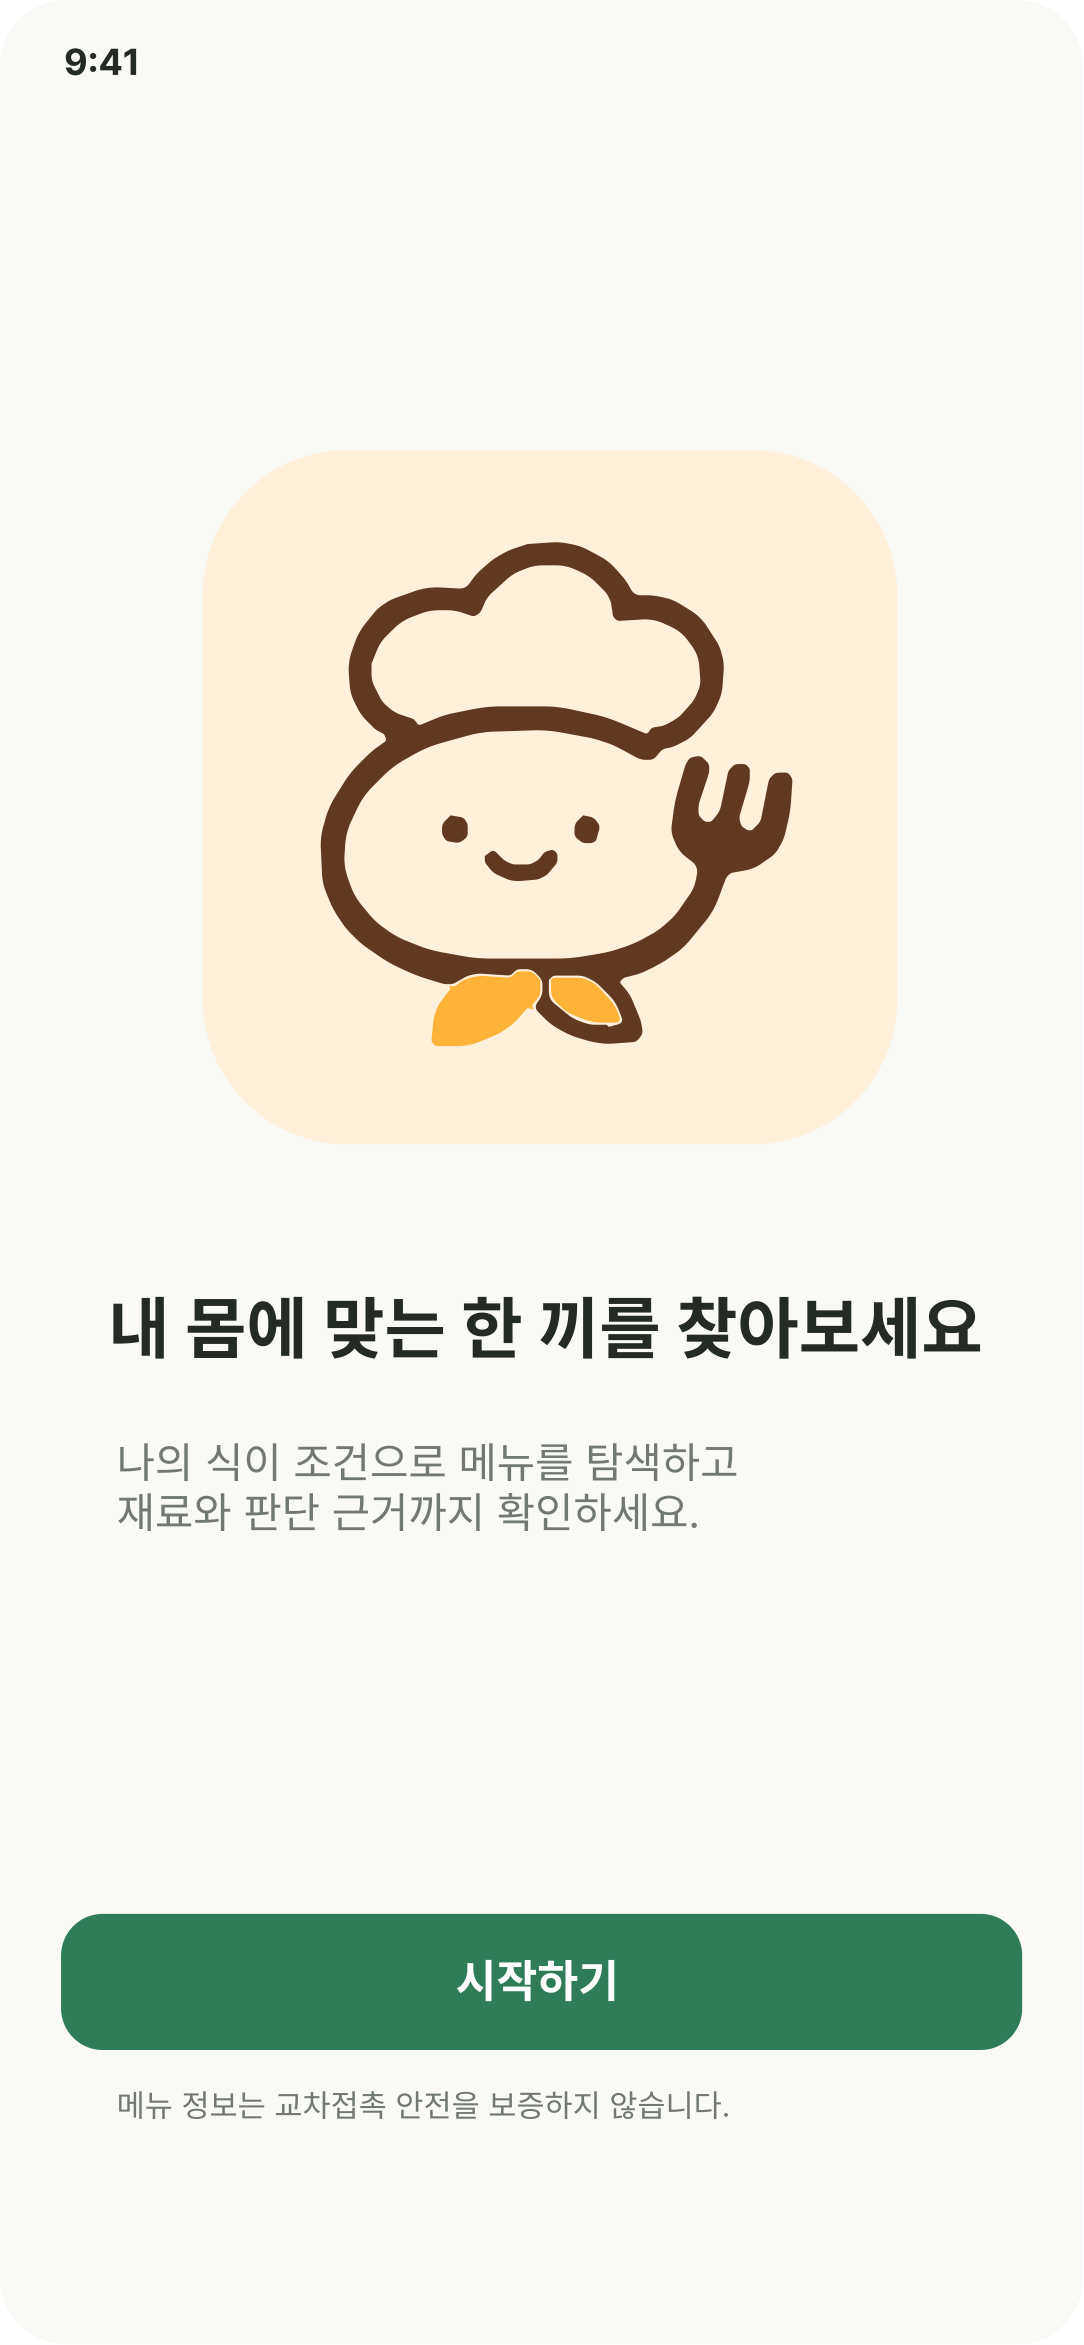 9:41
내 몸에 맞는 한 끼를 찾아보세요
나의 식이 조건으로 메뉴를 탐색하고
재료와 판단 근거까지 확인하세요.
시작하기
메뉴 정보는 교차접촉 안전을 보증하지 않습니다.